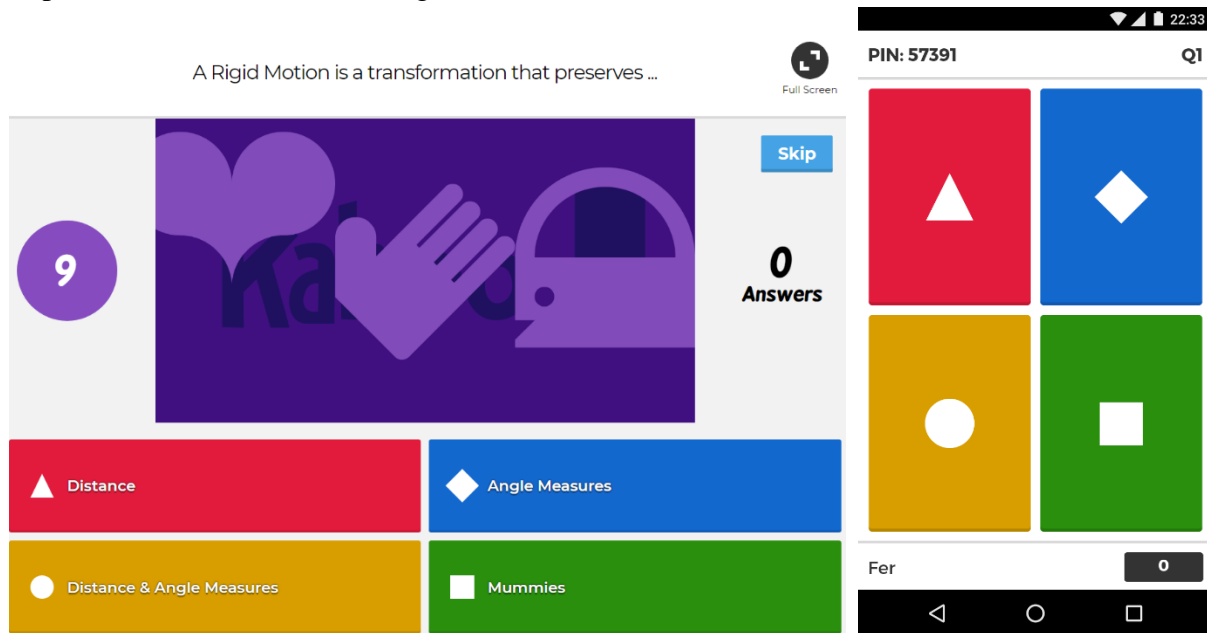 A Rigid Motion is a transformation that preserves ...
Full Screen
Skip
9
0
Answers
Distance
Angle Measures
Distance & Angle Measures
Mummies
22:33
PIN: 57391
Q1
Fer
0